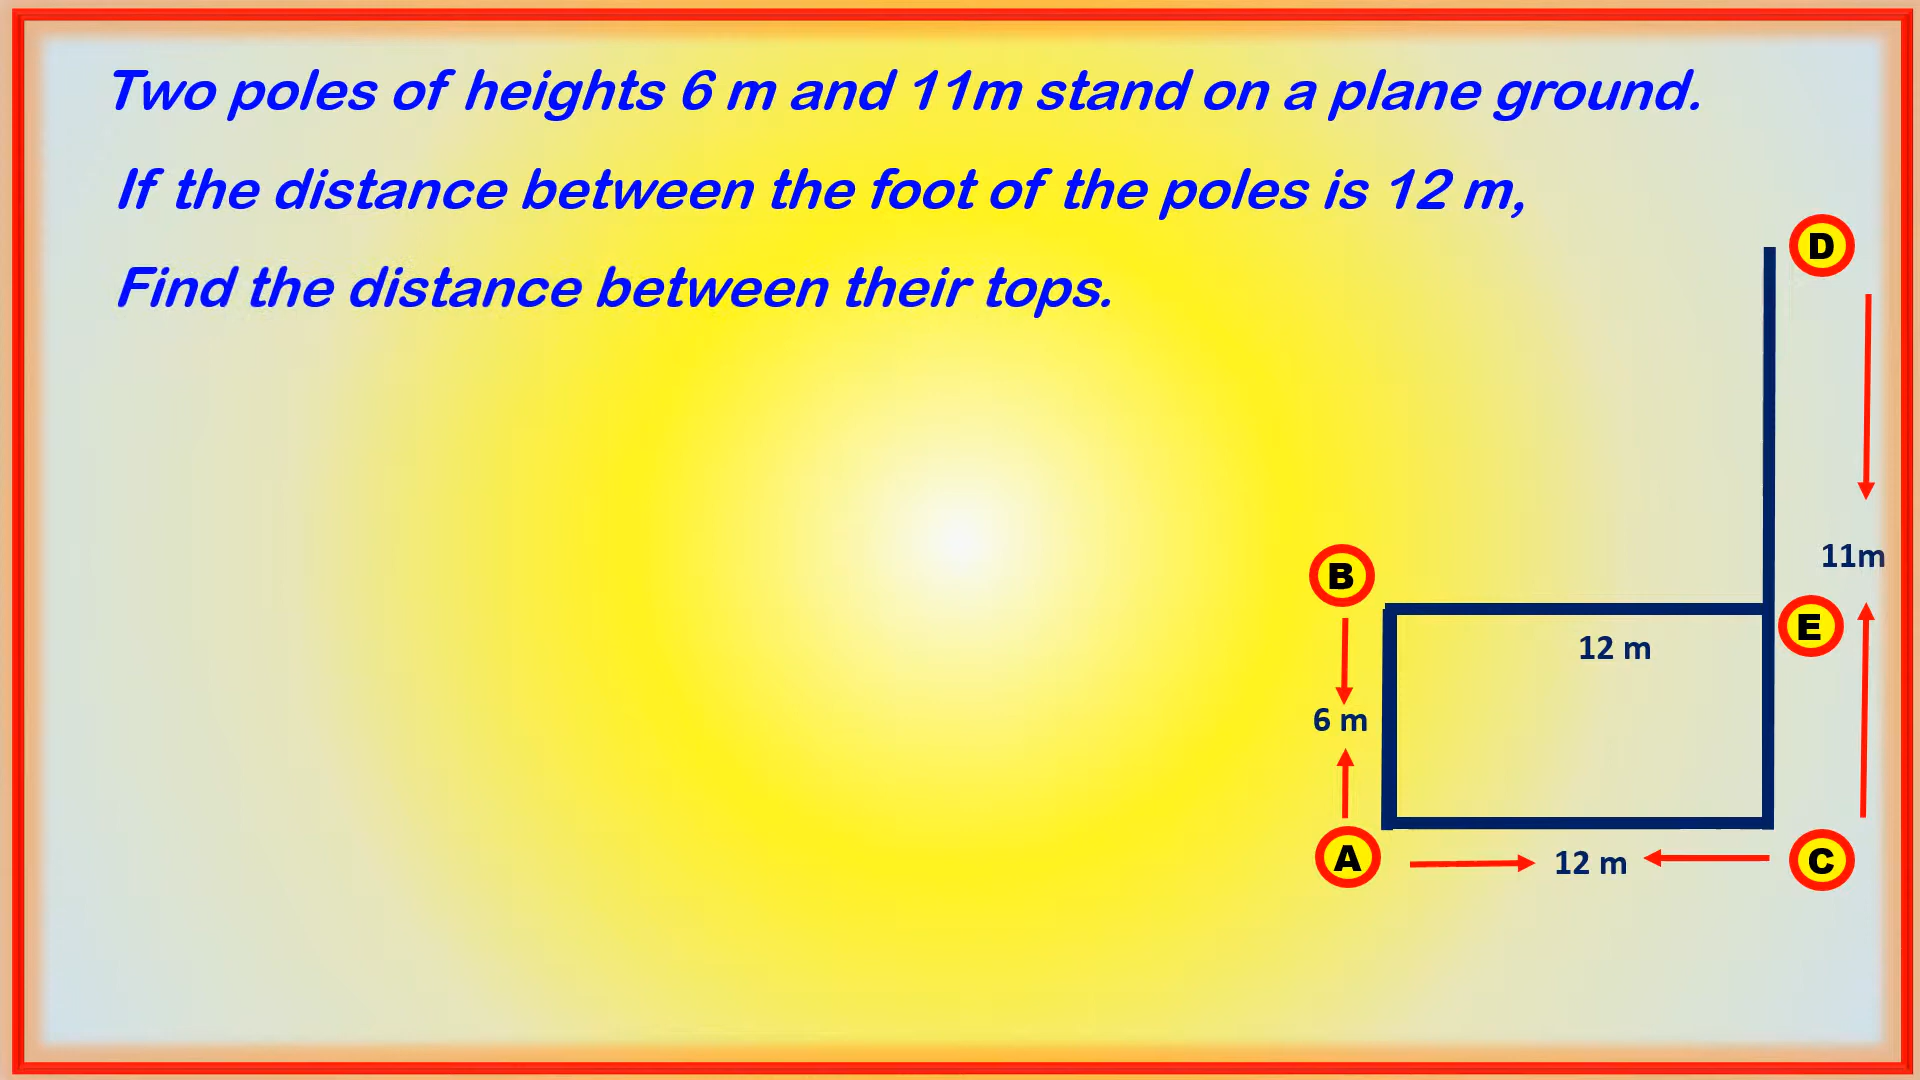 Two poles of heights 6 m and 11m stand on a plane ground.
If the distance between the foot of the poles is 12 m,
Find the distance between their tops.
D
11m
B
E
12 m
6 m
A
12 m
C